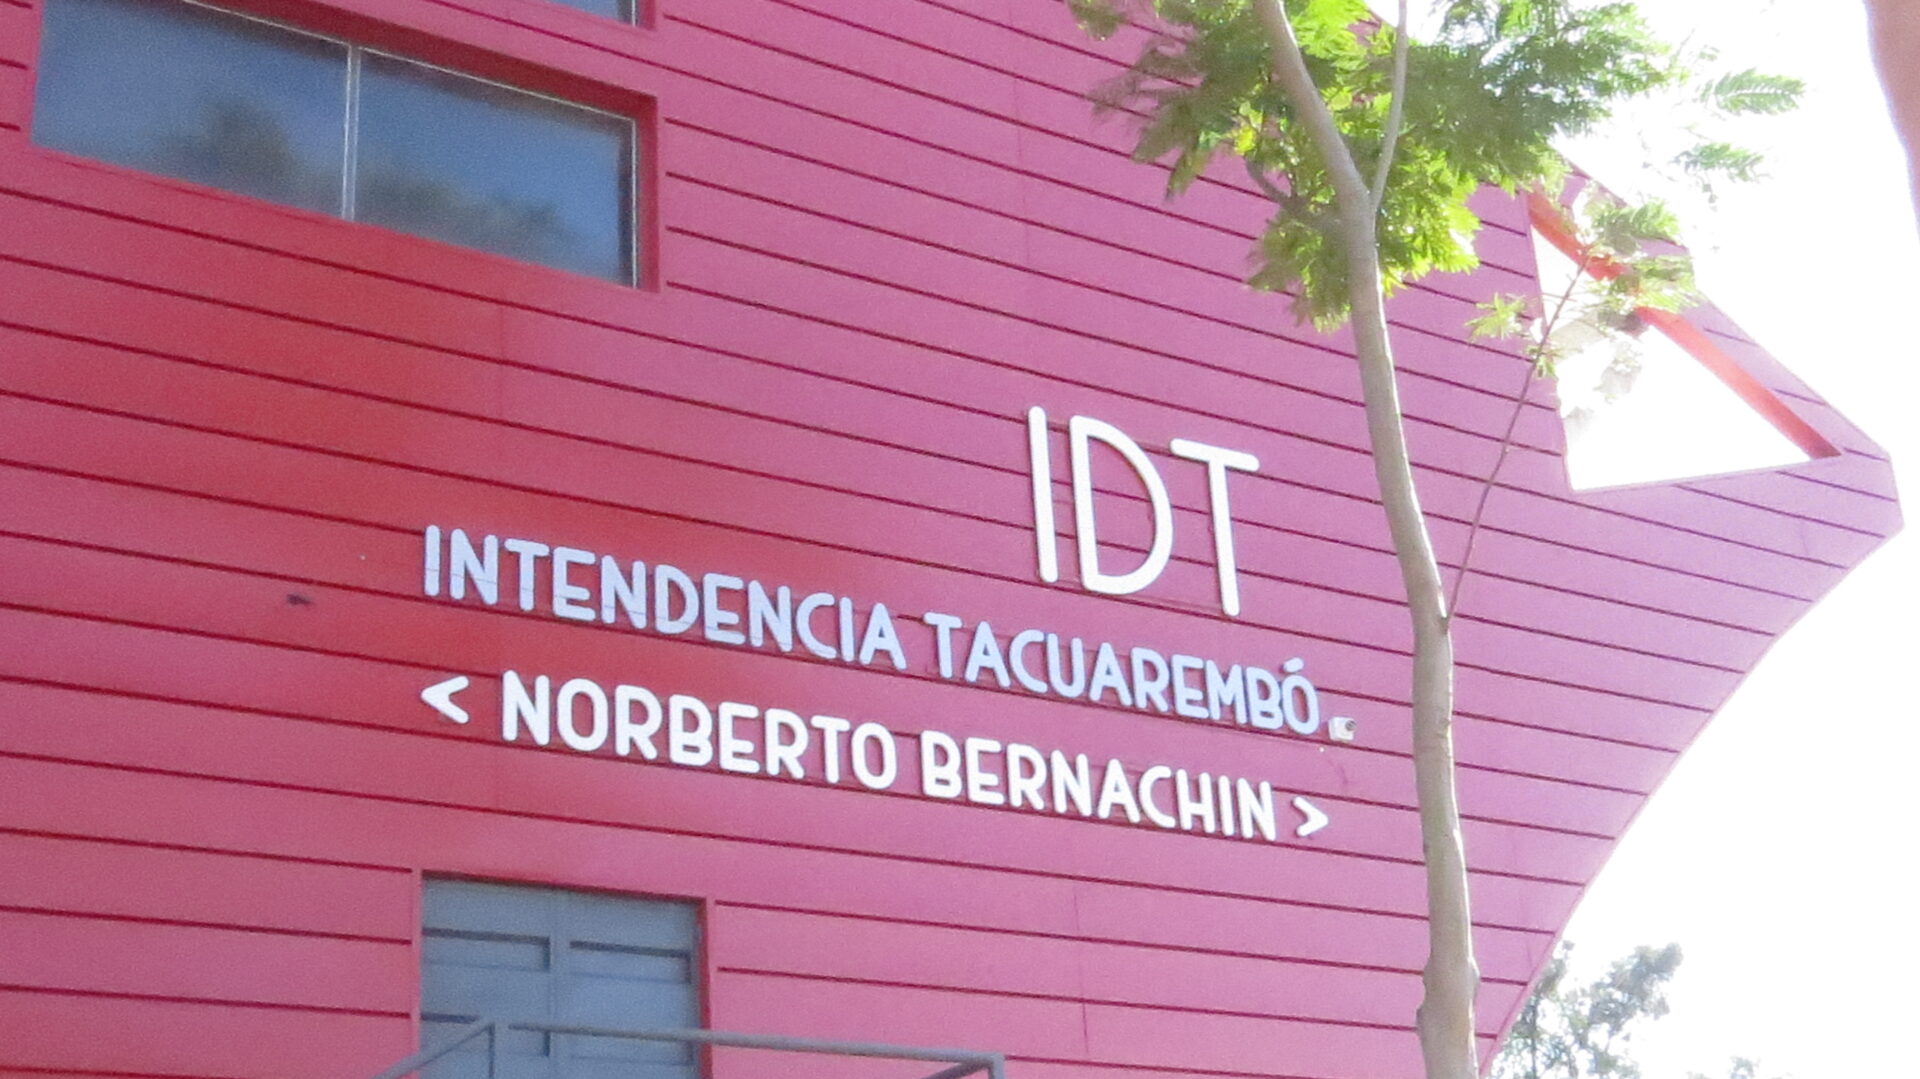 IDT
INTENDENCIA TACUAREMBÓ
< NORBERTO BERNACHIN >